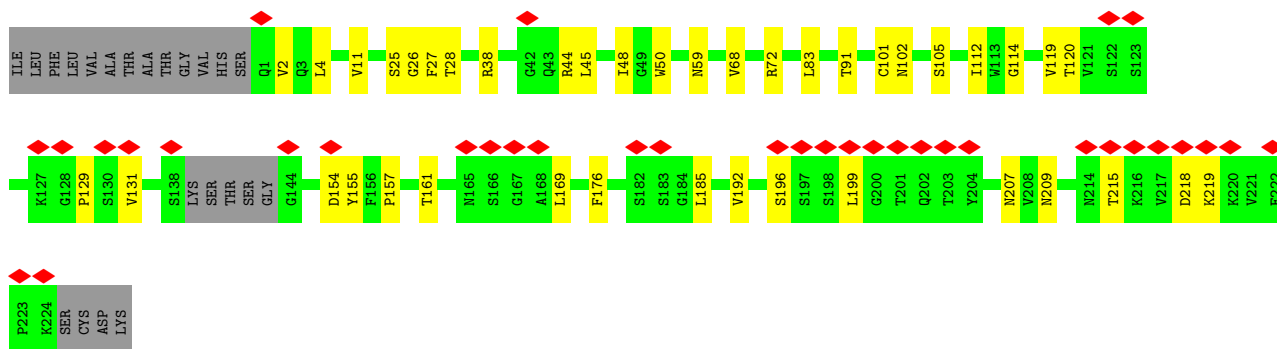 ILE LEU PHE LEU VAL ALA THR ALA THR GLY VAL HIS SER Q1 V2 Q3 L4 V11 S25 G26 F27 T28 R38 G42 Q43 R44 L45 I48 G49 W50 N59 V68 R72 L83 T91 C101 N102 S105 I112 W113 G114 V119 T120 V121 S122 S123
K127 G128 P129 S130 V131 S138 LYS SER THR SER GLY G144 D154 Y155 F156 P157 T161 N165 S166 G167 A168 L169 F176 S182 S183 G184 L185 V192 S196 S197 S198 L199 G200 T201 Q202 T203 Y204 N207 V208 N209 N214 T215 K216 V217 D218 K219 K220 V221
P223 K224 SER CYS ASP LYS